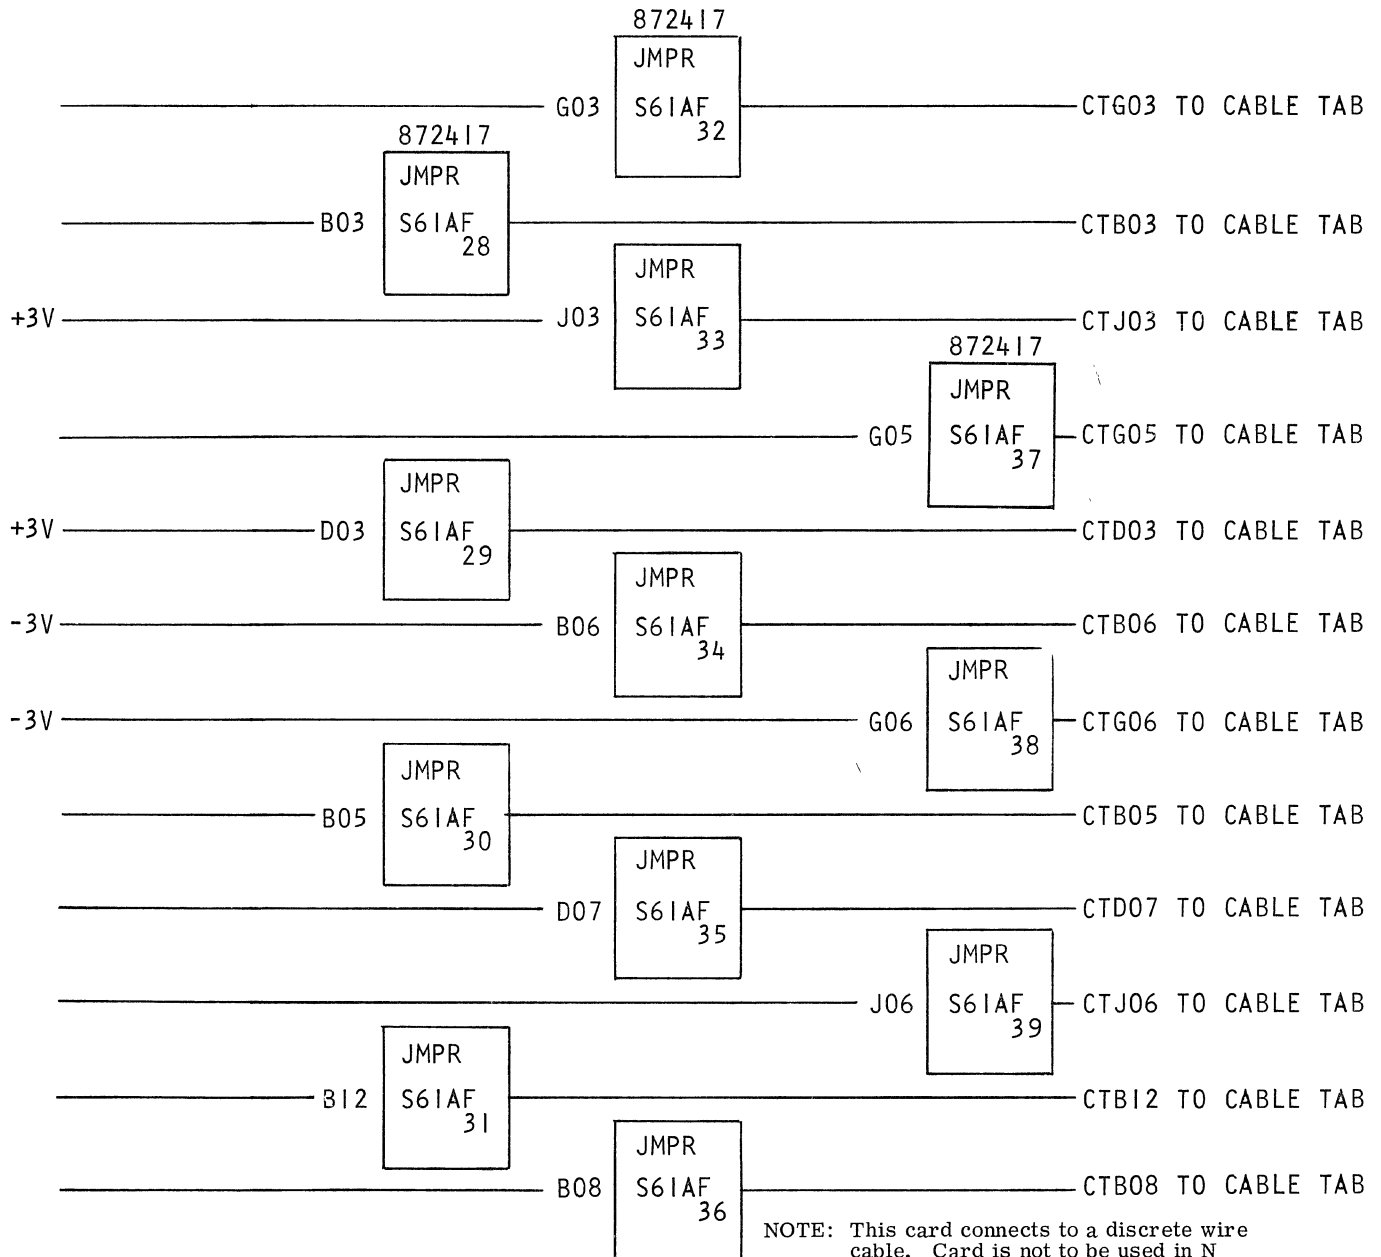 872417
JMPR
G03 S61AF CTG03 TO CABLE TAB
32
872417
JMPR
B03 S61AF CTB03 TO CABLE TAB
28
JMPR
+3V J03 S61AF CTJ03 TO CABLE TAB
33
872417
JMPR
G05 S61AF CTG05 TO CABLE TAB
37
JMPR
+3V D03 S61AF CTD03 TO CABLE TAB
29
JMPR
-3V B06 S61AF CTB06 TO CABLE TAB
34
JMPR
-3V G06 S61AF CTG06 TO CABLE TAB
38
JMPR
B05 S61AF CTB05 TO CABLE TAB
30
JMPR
D07 S61AF CTD07 TO CABLE TAB
35
JMPR
J06 S61AF CTJ06 TO CABLE TAB
39
JMPR
B12 S61AF CTB12 TO CABLE TAB
31
JMPR
B08 S61AF CTB08 TO CABLE TAB
36
NOTE: This card connects to a discrete wire
cable. Card is not to be used in N